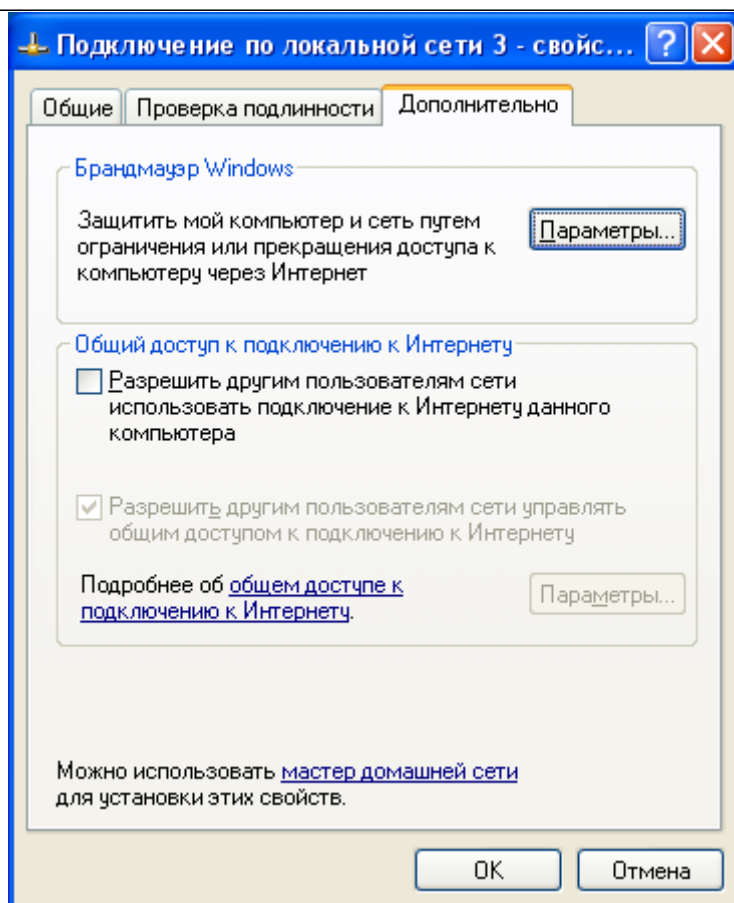 Подключение по локальной сети 3 - свойс...
Общие
Проверка подлинности
Дополнительно
Брандмауэр Windows
Защитить мой компьютер и сеть путем
ограничения или прекращения доступа к
компьютеру через Интернет
Параметры...
Общий доступ к подключению к Интернету
Разрешить другим пользователям сети
использовать подключение к Интернету данного
компьютера
Разрешить другим пользователям сети управлять
общим доступом к подключению к Интернету
Подробнее об общем доступе к
подключению к Интернету.
Параметры...
Можно использовать мастер домашней сети
для установки этих свойств.
OK
Отмена